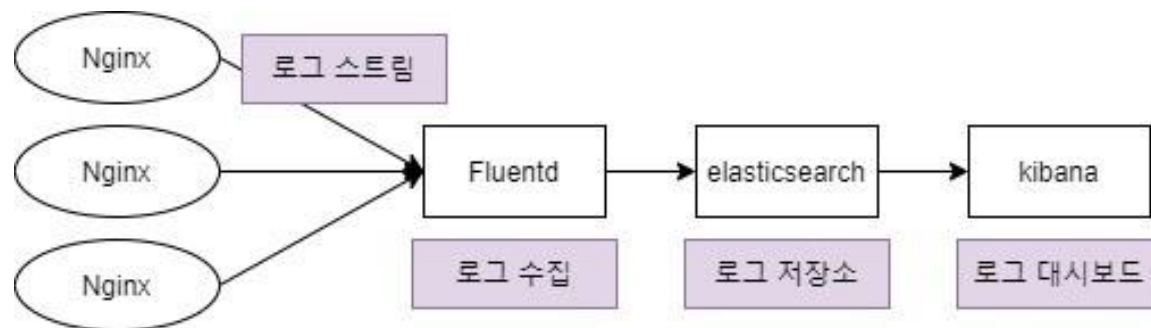 Nginx
로그 스트림
Nginx
Fluentd
elasticsearch
kibana
Nginx
로그 수집
로그 저장소
로그 대시보드